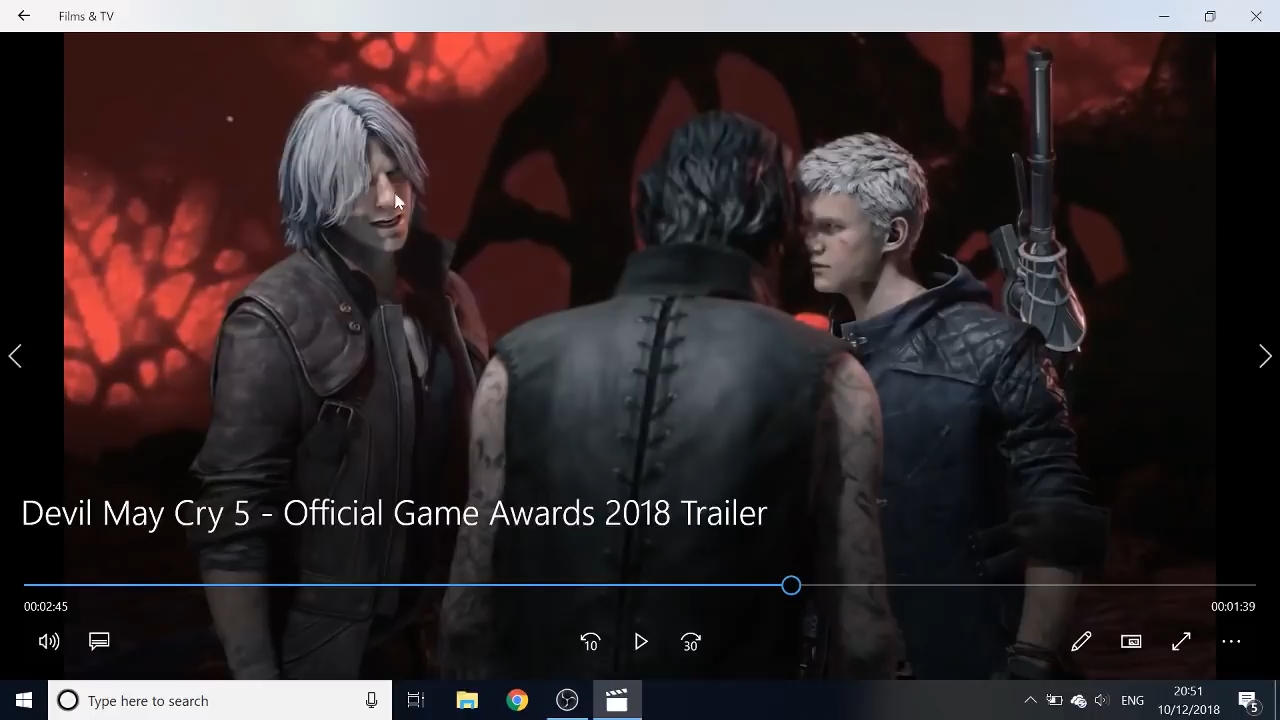 Films & TV
Devil May Cry 5 - Official Game Awards 2018 Trailer
00:02:45
00:01:39
10
30
Type here to search
ENG
20:51
10/12/2018
5